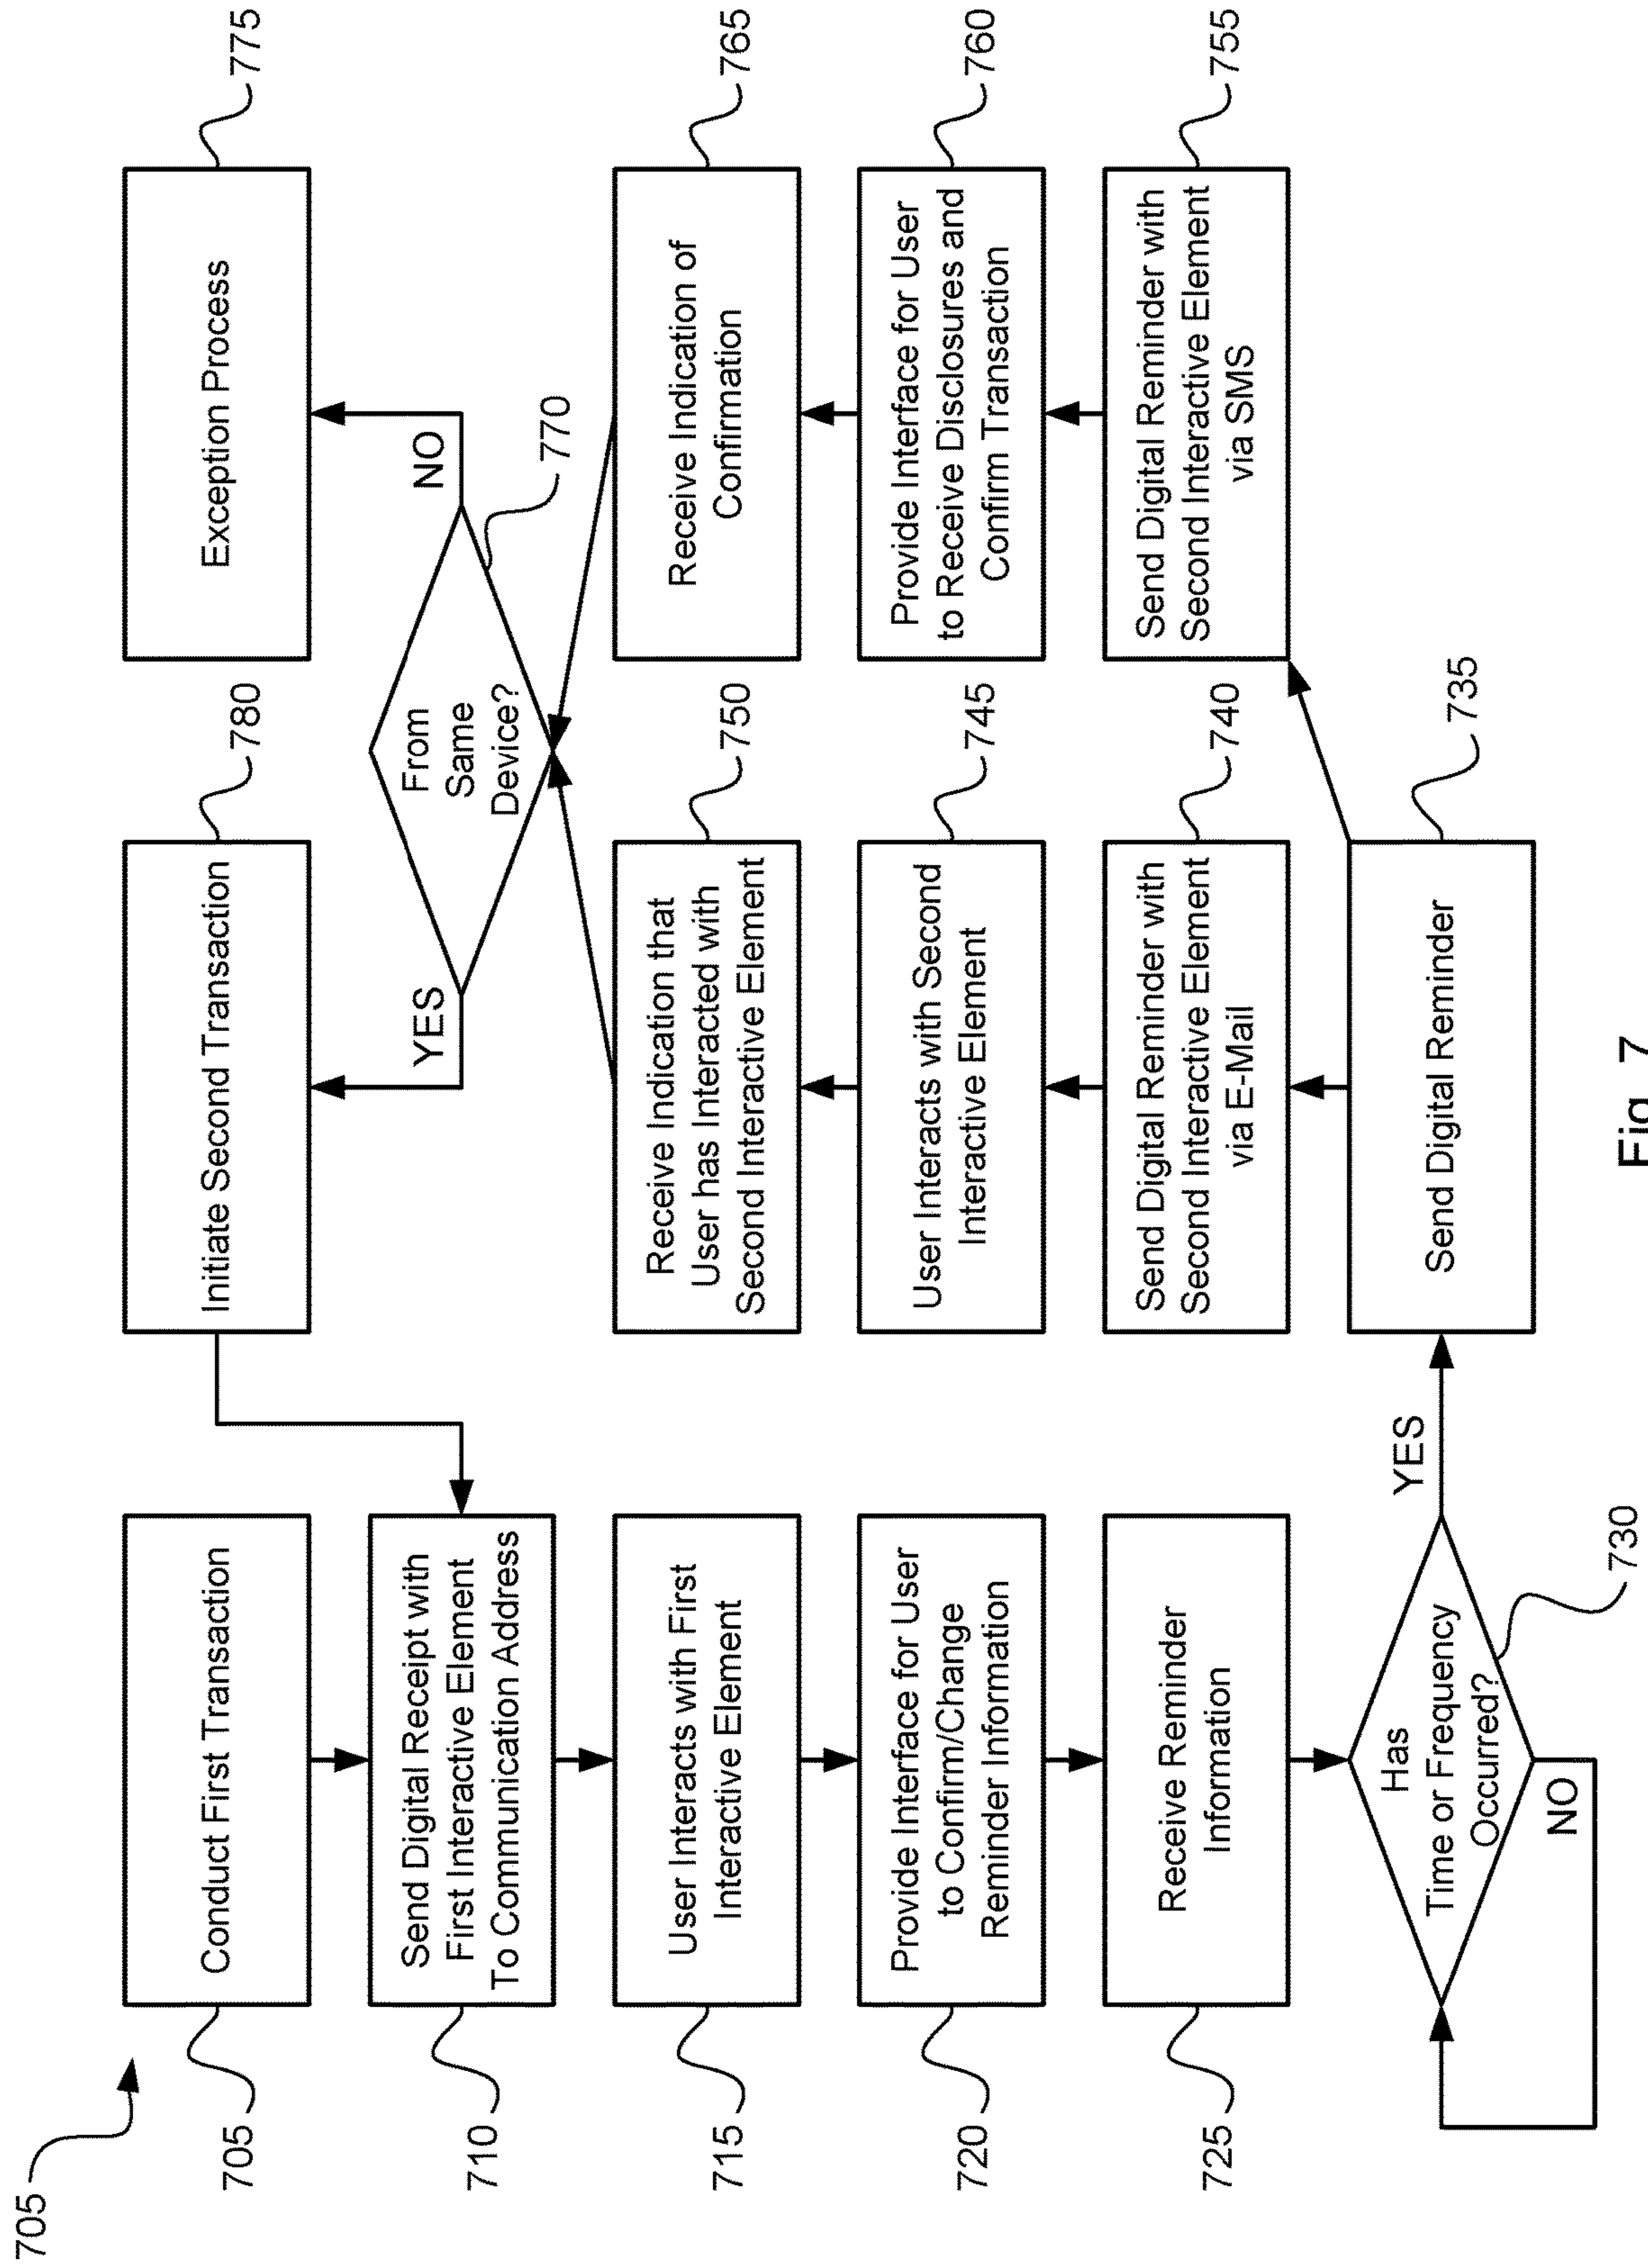 705
705
Conduct First Transaction
710
Send Digital Receipt with
First Interactive Element
To Communication Address
715
User Interacts with First
Interactive Element
720
Provide Interface for User
to Confirm/Change
Reminder Information
725
Receive Reminder
Information
Has
Time or Frequency
Occurred?
730
NO
YES
780
Initiate Second Transaction
YES
From
Same
Device?
770
NO
750
Receive Indication that
User has Interacted with
Second Interactive Element
745
User Interacts with Second
Interactive Element
740
Send Digital Reminder with
Second Interactive Element
via E-Mail
735
Send Digital Reminder
775
Exception Process
765
Receive Indication of
Confirmation
760
Provide Interface for User
to Receive Disclosures and
Confirm Transaction
755
Send Digital Reminder with
Second Interactive Element
via SMS
Fig. 7